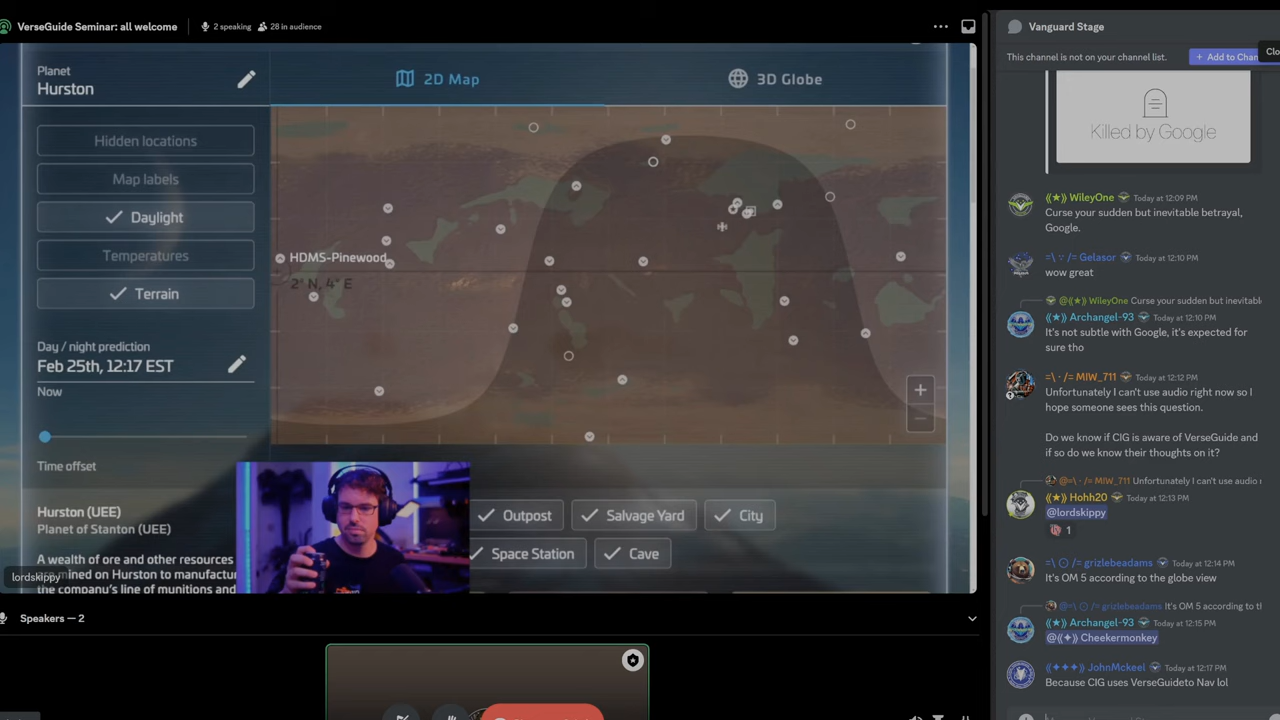 VerseGuide Seminar: all welcome
2 speaking
28 in audience
Planet
Hurston
2D Map
3D Globe
Hidden locations
Map labels
Daylight
Temperatures
Terrain
HDMS-Pinewood
2° N, 4° E
Day / night prediction
Feb 25th, 12:17 EST
Now
Time offset
Hurston (UEE)
Planet of Stanton (UEE)
A wealth of ore and other resources
mined on Hurston to manufactur
the company's line of munitions and
lordskippy
Outpost
Salvage Yard
City
Space Station
Cave
Speakers — 2
Vanguard Stage
This channel is not on your channel list.
+ Add to Chan
Clo
Killed by Google
((★)) WileyOne Today at 12:09 PM
Curse your sudden but inevitable betrayal,
Google.
=\ ∵ /= Gelasor Today at 12:10 PM
wow great
@((★)) WileyOne Curse your sudden but inevitabl
((★)) Archangel-93 Today at 12:10 PM
It's not subtle with Google, it's expected for
sure tho
=\ · /= MIW_711 Today at 12:12 PM
Unfortunately I can't use audio right now so I
hope someone sees this question.
Do we know if CIG is aware of VerseGuide and
if so do we know their thoughts on it?
@=\ · /= MIW_711 Unfortunately I can't use audio r
((★)) Hohh20 Today at 12:13 PM
@lordskippy
1
=\ ⊙ /= grizlebeadams Today at 12:14 PM
It's OM 5 according to the globe view
@=\ ⊙ /= grizlebeadams It's OM 5 according to th
((★)) Archangel-93 Today at 12:15 PM
@((✦)) Cheekermonkey
((✦✦✦)) JohnMckeel Today at 12:17 PM
Because CIG uses VerseGuideto Nav lol